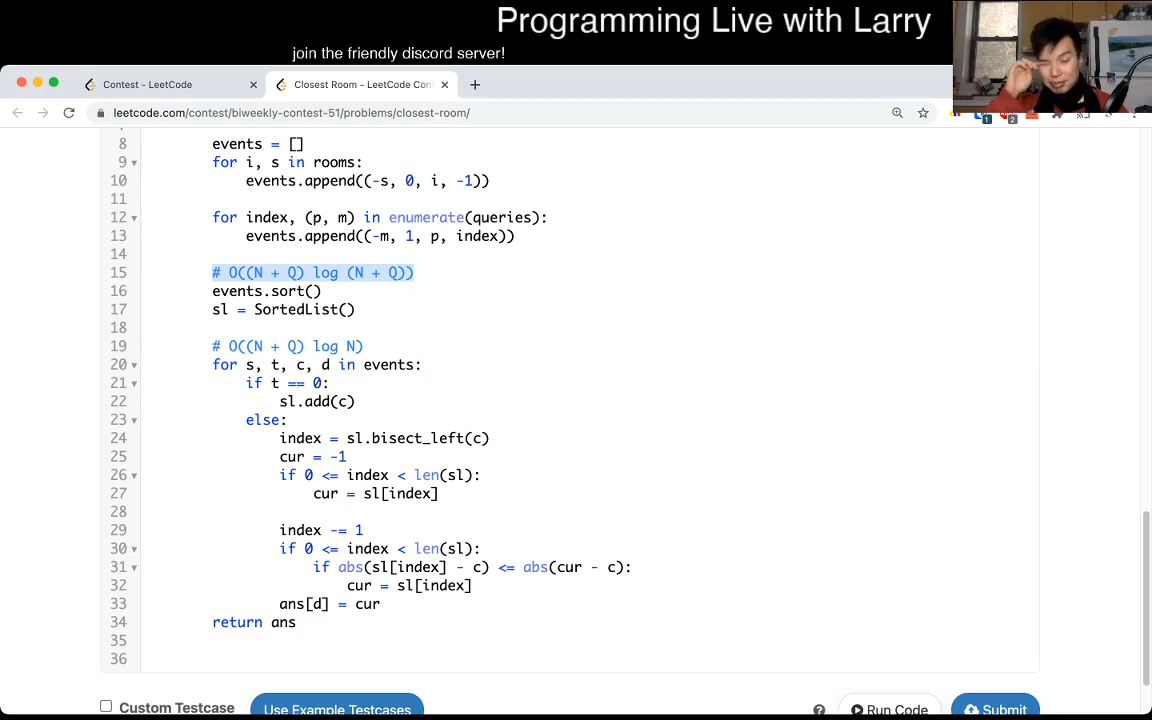 Programming Live with Larry
join the friendly discord server!
Contest - LeetCode
Closest Room - LeetCode Con
leetcode.com/contest/biweekly-contest-51/problems/closest-room/
8 events = []
9 for i, s in rooms:
10 events.append((-s, 0, i, -1))
11
12 for index, (p, m) in enumerate(queries):
13 events.append((-m, 1, p, index))
14
15 # O((N + Q) log (N + Q))
16 events.sort()
17 sl = SortedList()
18
19 # O((N + Q) log N)
20 for s, t, c, d in events:
21 if t == 0:
22 sl.add(c)
23 else:
24 index = sl.bisect_left(c)
25 cur = -1
26 if 0 <= index < len(sl):
27 cur = sl[index]
28
29 index -= 1
30 if 0 <= index < len(sl):
31 if abs(sl[index] - c) <= abs(cur - c):
32 cur = sl[index]
33 ans[d] = cur
34 return ans
35
36
Custom Testcase
Use Example Testcases
Run Code
Submit